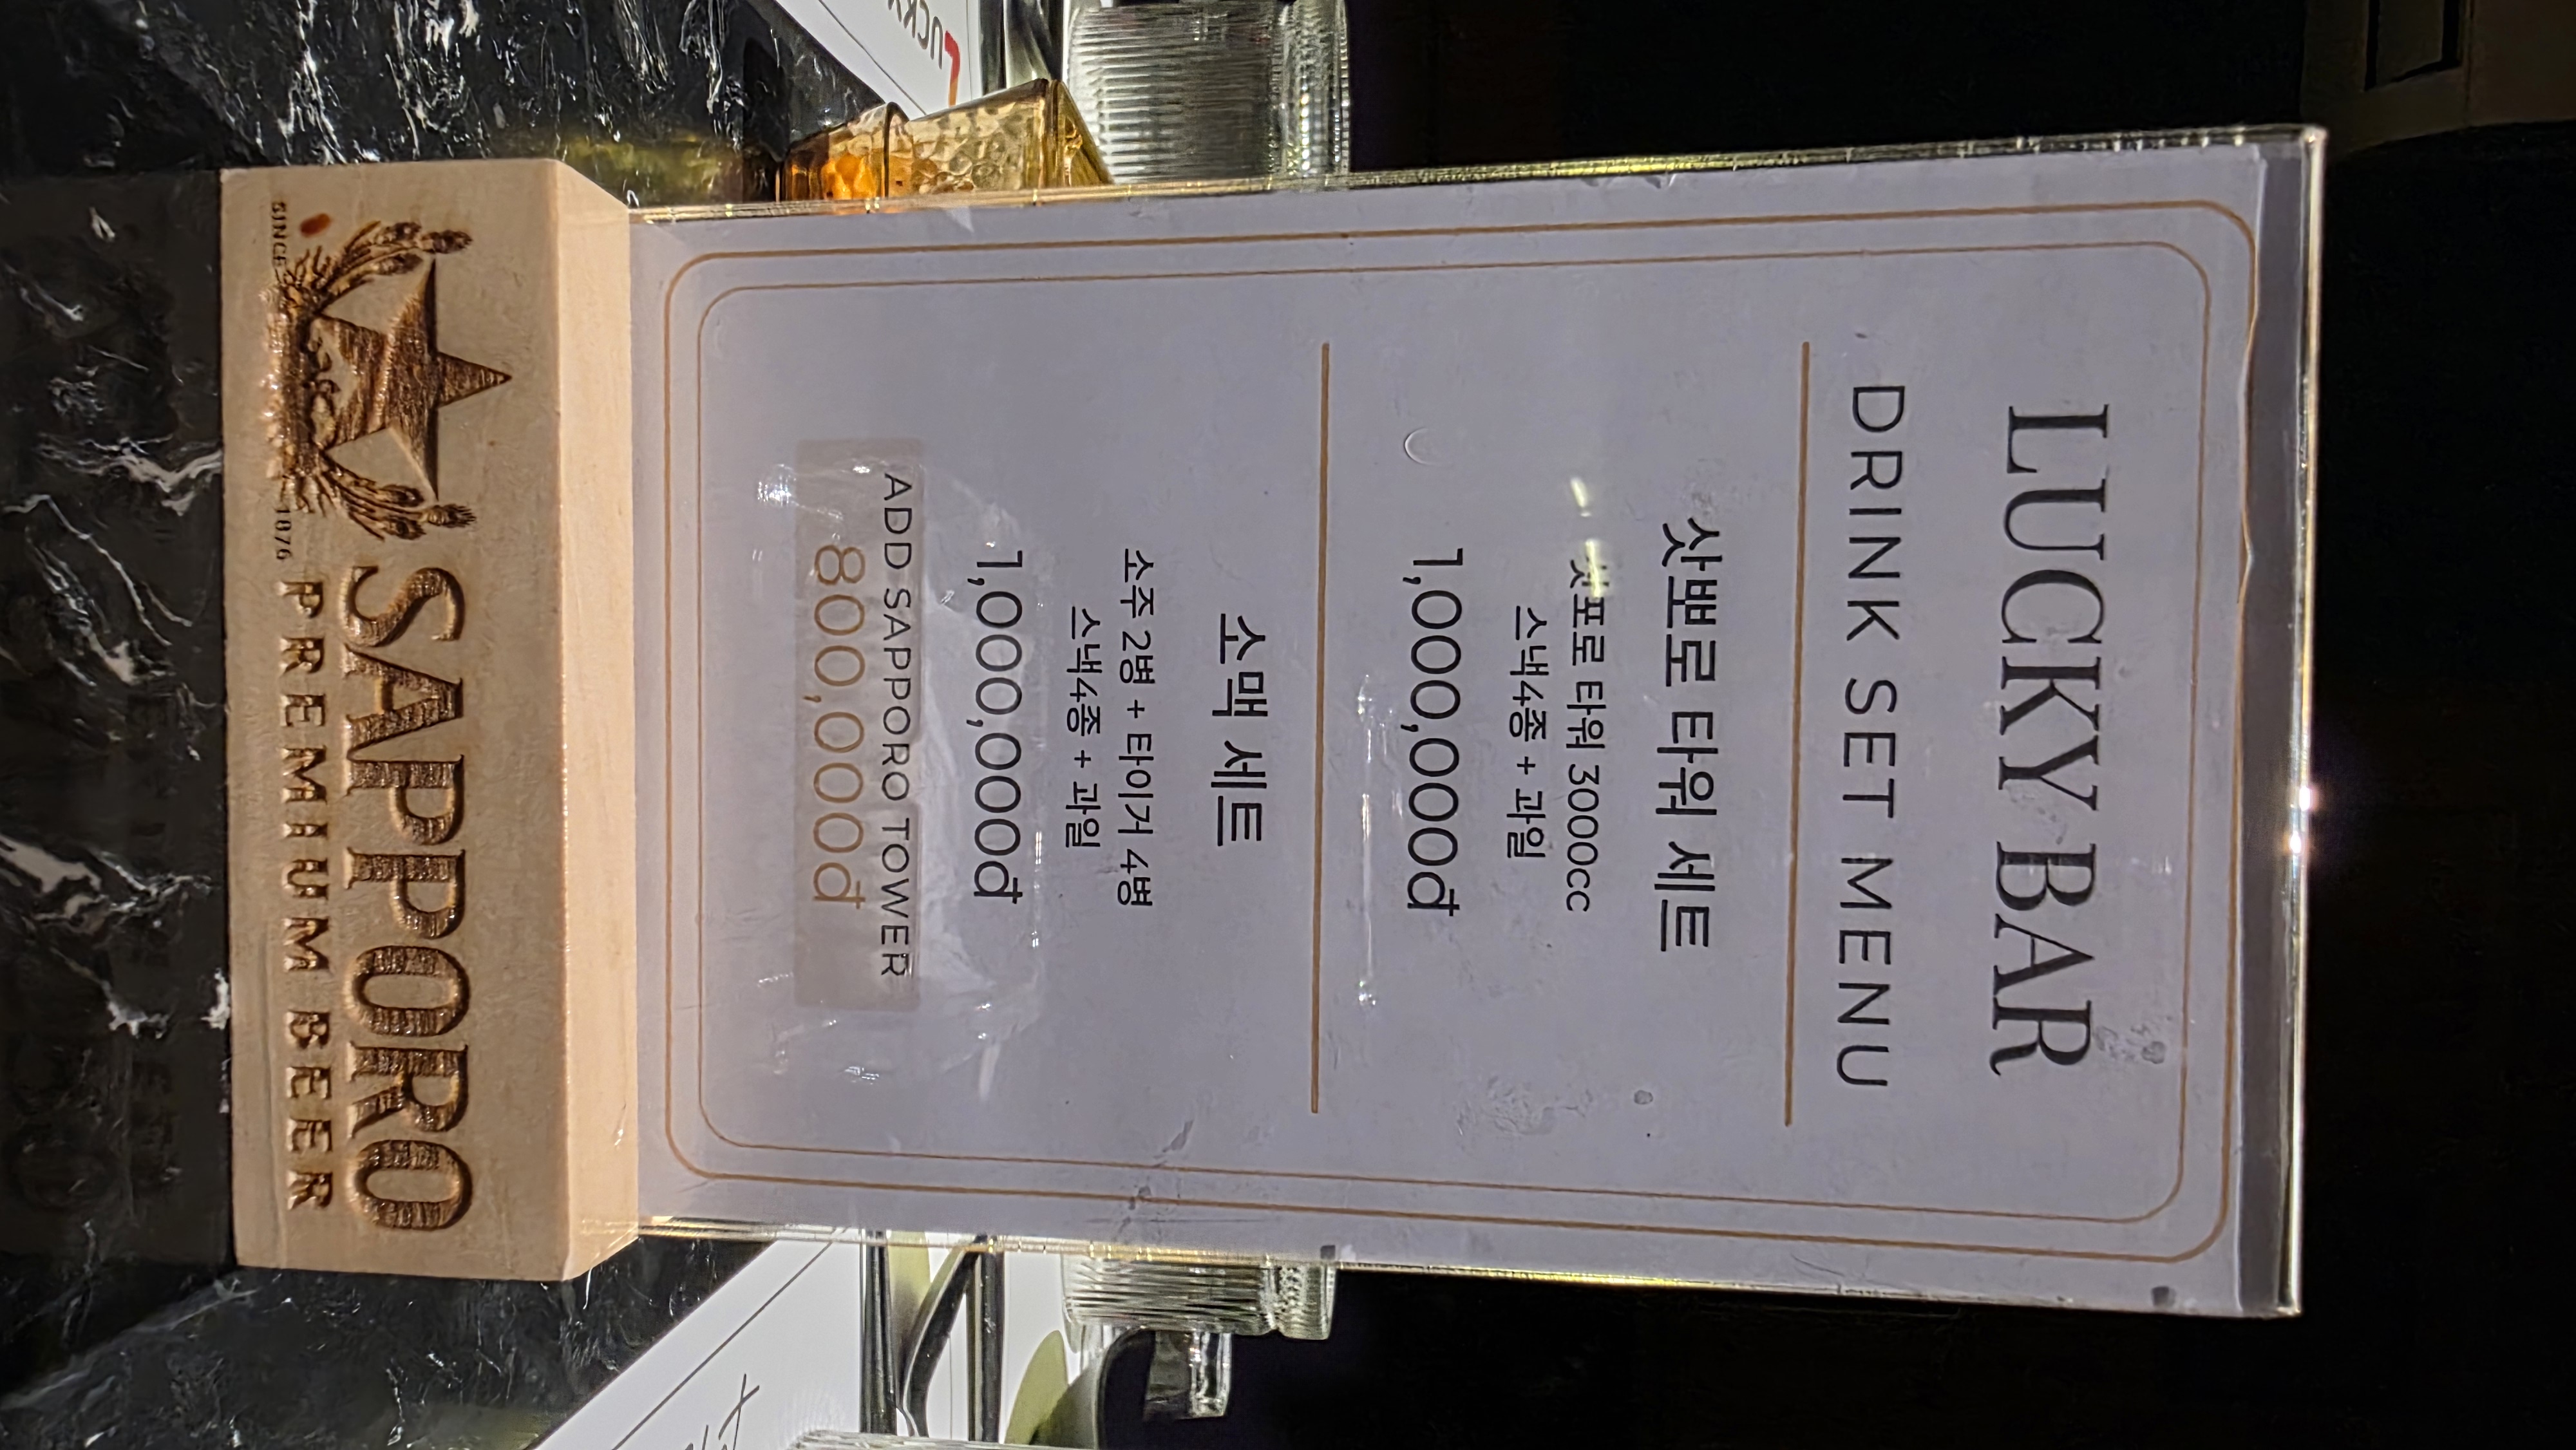 LUCKY BAR
DRINK SET MENU
삿뽀로 타워 세트
삿포로 타워 3000cc
스낵4종 + 과일
1,000,000đ
소맥 세트
소주 2병 + 타이거 4병
스낵4종 + 과일
1,000,000đ
ADD SAPPORO TOWER
800,000đ
SAPPORO
SINCE 1876
PREMIUM BEER